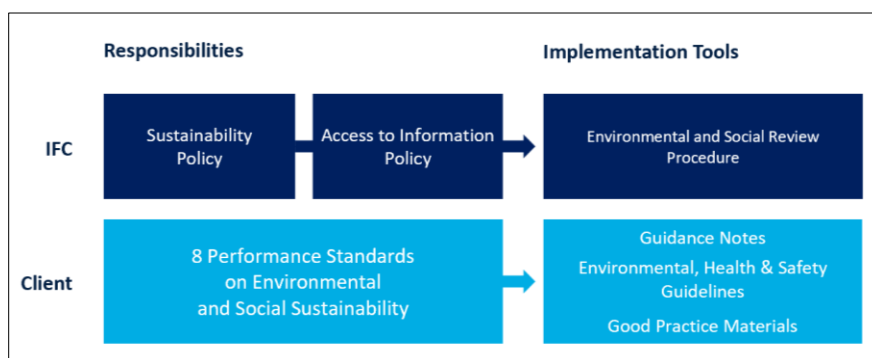 Responsibilities
Implementation Tools
IFC
Sustainability
Policy
Access to Information
Policy
Environmental and Social Review
Procedure
Client
8 Performance Standards
on Environmental
and Social Sustainability
Guidance Notes
Environmental, Health & Safety
Guidelines
Good Practice Materials